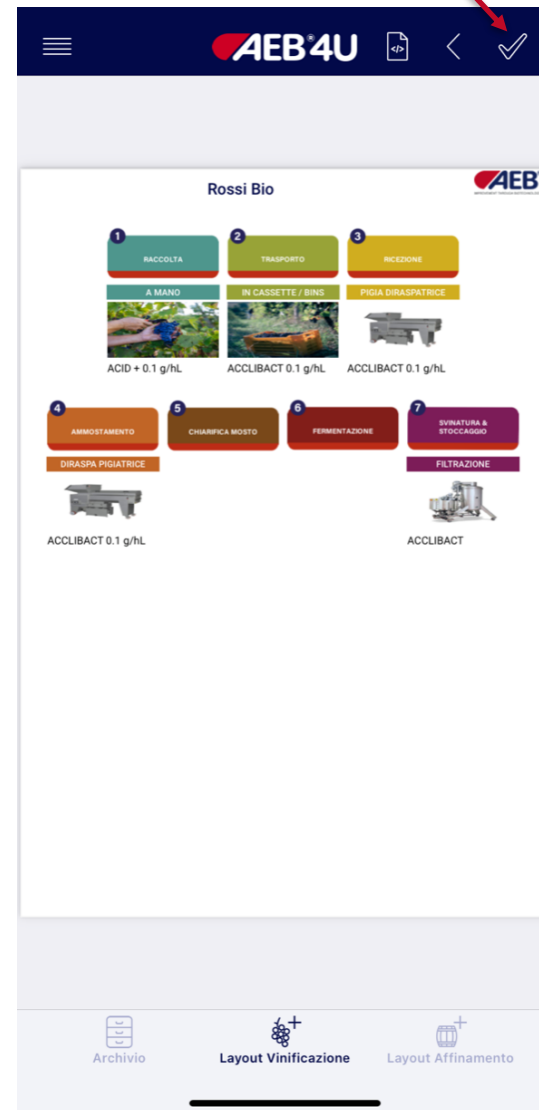 AEB®4U
Rossi Bio
AEB
1
2
3
RACCOLTA
TRASPORTO
RICEZIONE
A MANO
IN CASSETTE / BINS
PIGIA DIRASPATRICE
ACID + 0.1 g/hL
ACCLIBACT 0.1 g/hL
ACCLIBACT 0.1 g/hL
4
5
6
7
AMMOSTAMENTO
CHIARIFICA MOSTO
FERMENTAZIONE
SVINATURA &
STOCCAGGIO
DIRASPA PIGIATRICE
FILTRAZIONE
ACCLIBACT 0.1 g/hL
ACCLIBACT
Archivio
Layout Vinificazione
Layout Affinamento